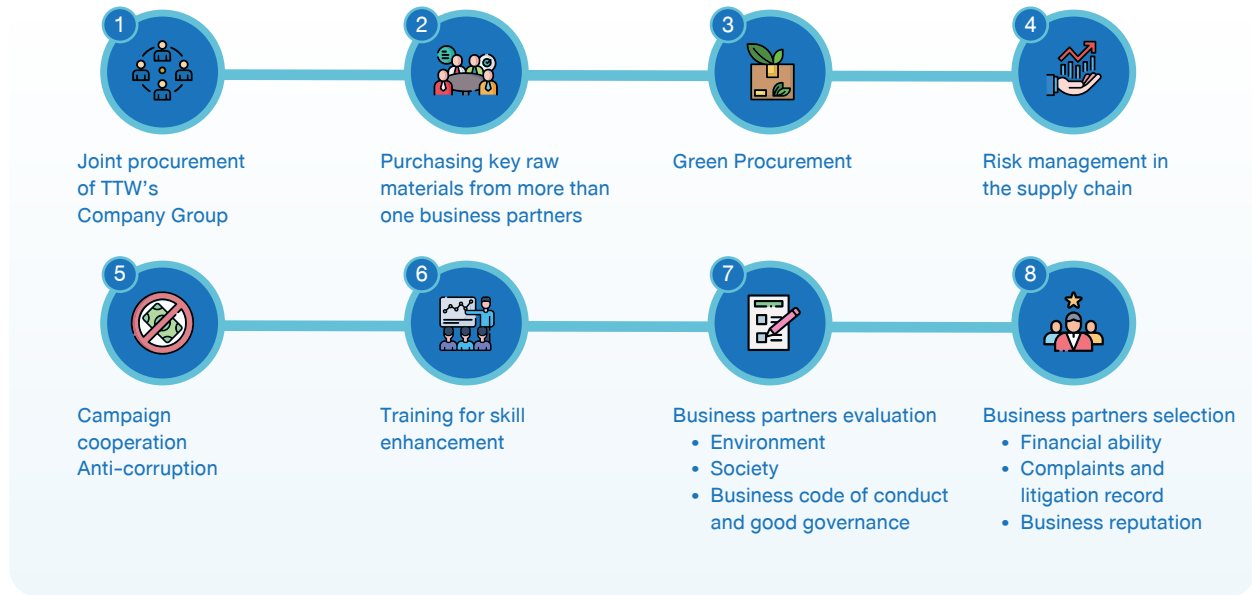 1
Joint procurement
of TTW's
Company Group
2
Purchasing key raw
materials from more than
one business partners
3
Green Procurement
4
Risk management in
the supply chain
5
Campaign
cooperation
Anti-corruption
6
Training for skill
enhancement
7
Business partners evaluation
• Environment
• Society
• Business code of conduct
and good governance
8
Business partners selection
• Financial ability
• Complaints and
litigation record
• Business reputation